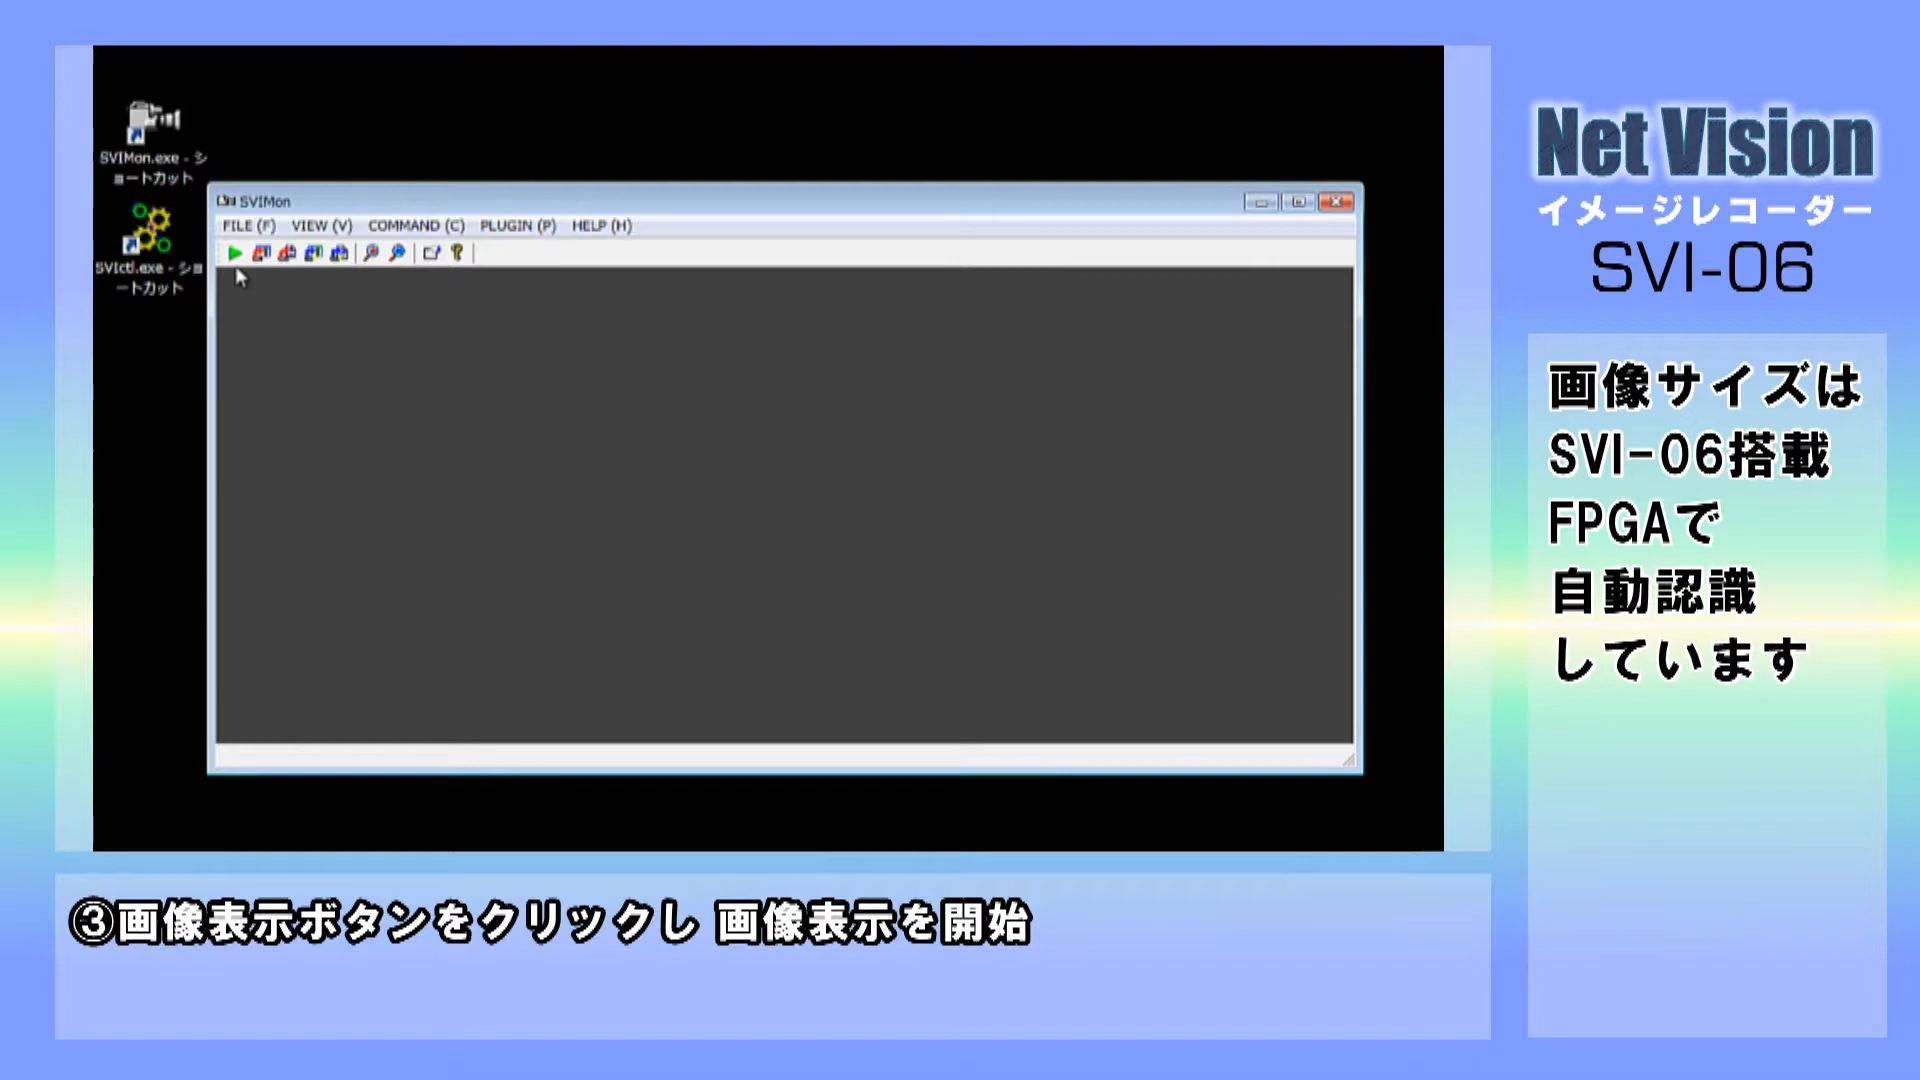 SVIMon.exe - シ
ョートカット
SVIctl.exe - ショ
ートカット
SVIMon
FILE (F) VIEW (V) COMMAND (C) PLUGIN (P) HELP (H)
Net Vision
イメージレコーダー
SVI-06
画像サイズは
SVI-06搭載
FPGAで
自動認識
しています
③画像表示ボタンをクリックし 画像表示を開始